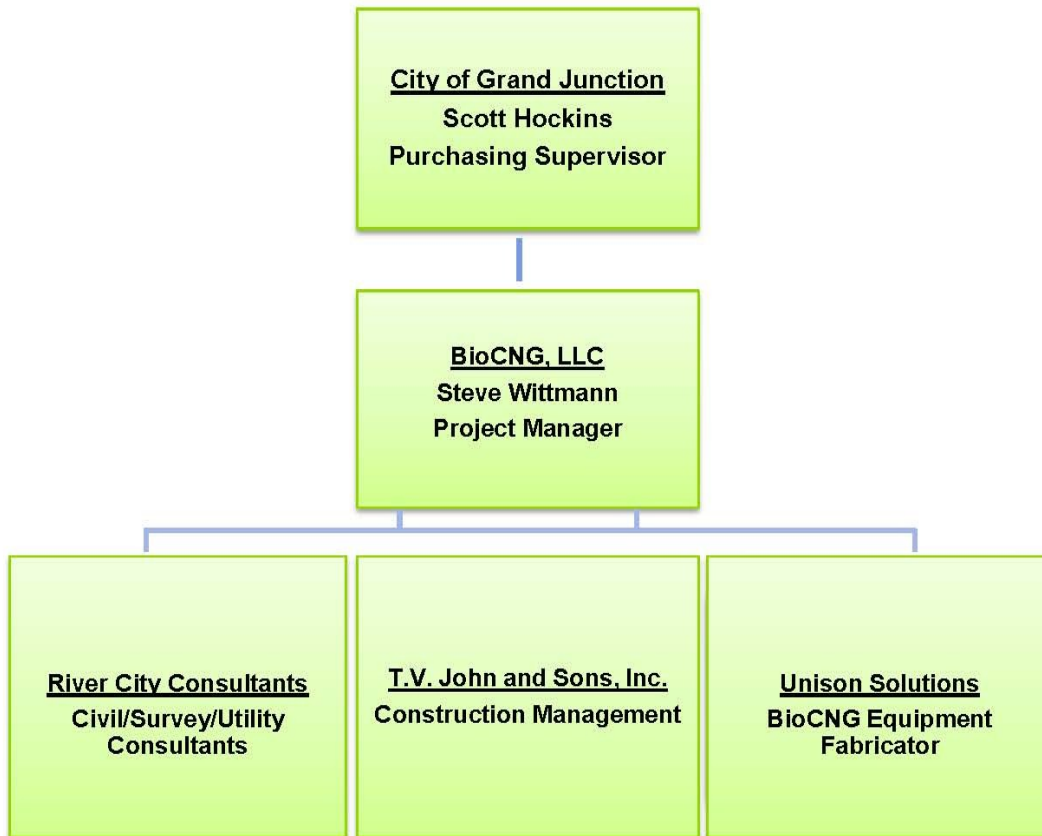 City of Grand Junction
Scott Hockins
Purchasing Supervisor
BioCNG, LLC
Steve Wittmann
Project Manager
River City Consultants
Civil/Survey/Utility
Consultants
T.V. John and Sons, Inc.
Construction Management
Unison Solutions
BioCNG Equipment
Fabricator